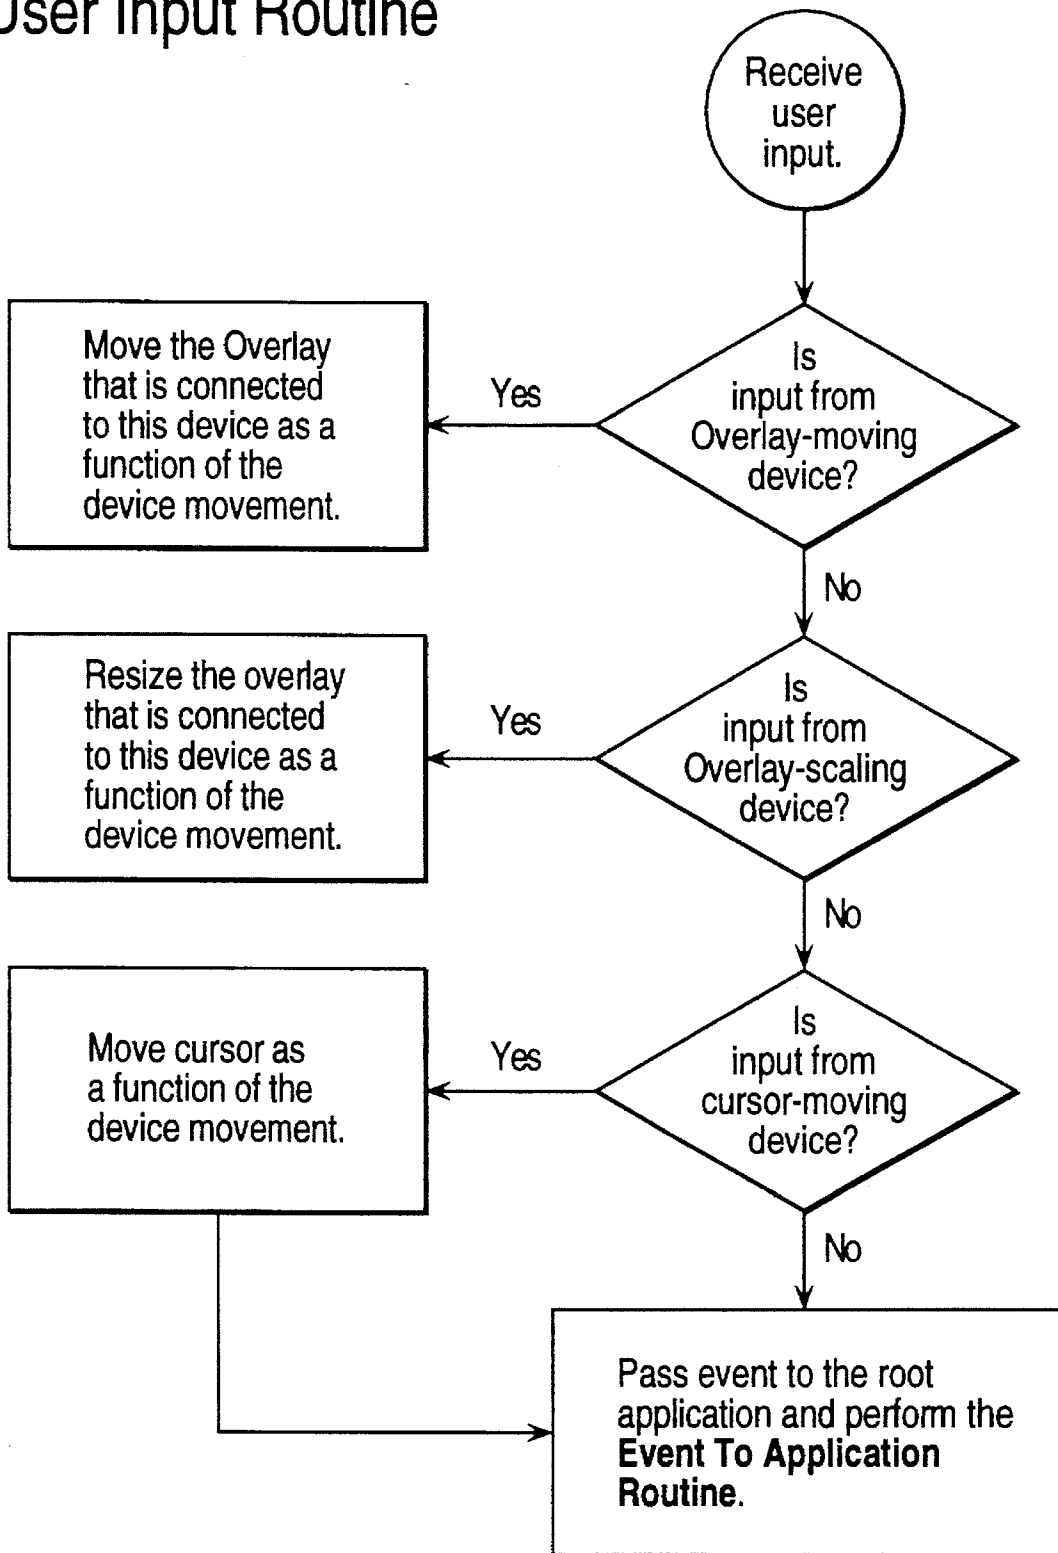 User Input Routine
Receive
user
input.
Is
input from
Overlay-moving
device?
Yes
Move the Overlay
that is connected
to this device as a
function of the
device movement.
No
Is
input from
Overlay-scaling
device?
Yes
Resize the overlay
that is connected
to this device as a
function of the
device movement.
No
Is
input from
cursor-moving
device?
Yes
Move cursor as
a function of the
device movement.
No
Pass event to the root
application and perform the
Event To Application
Routine.